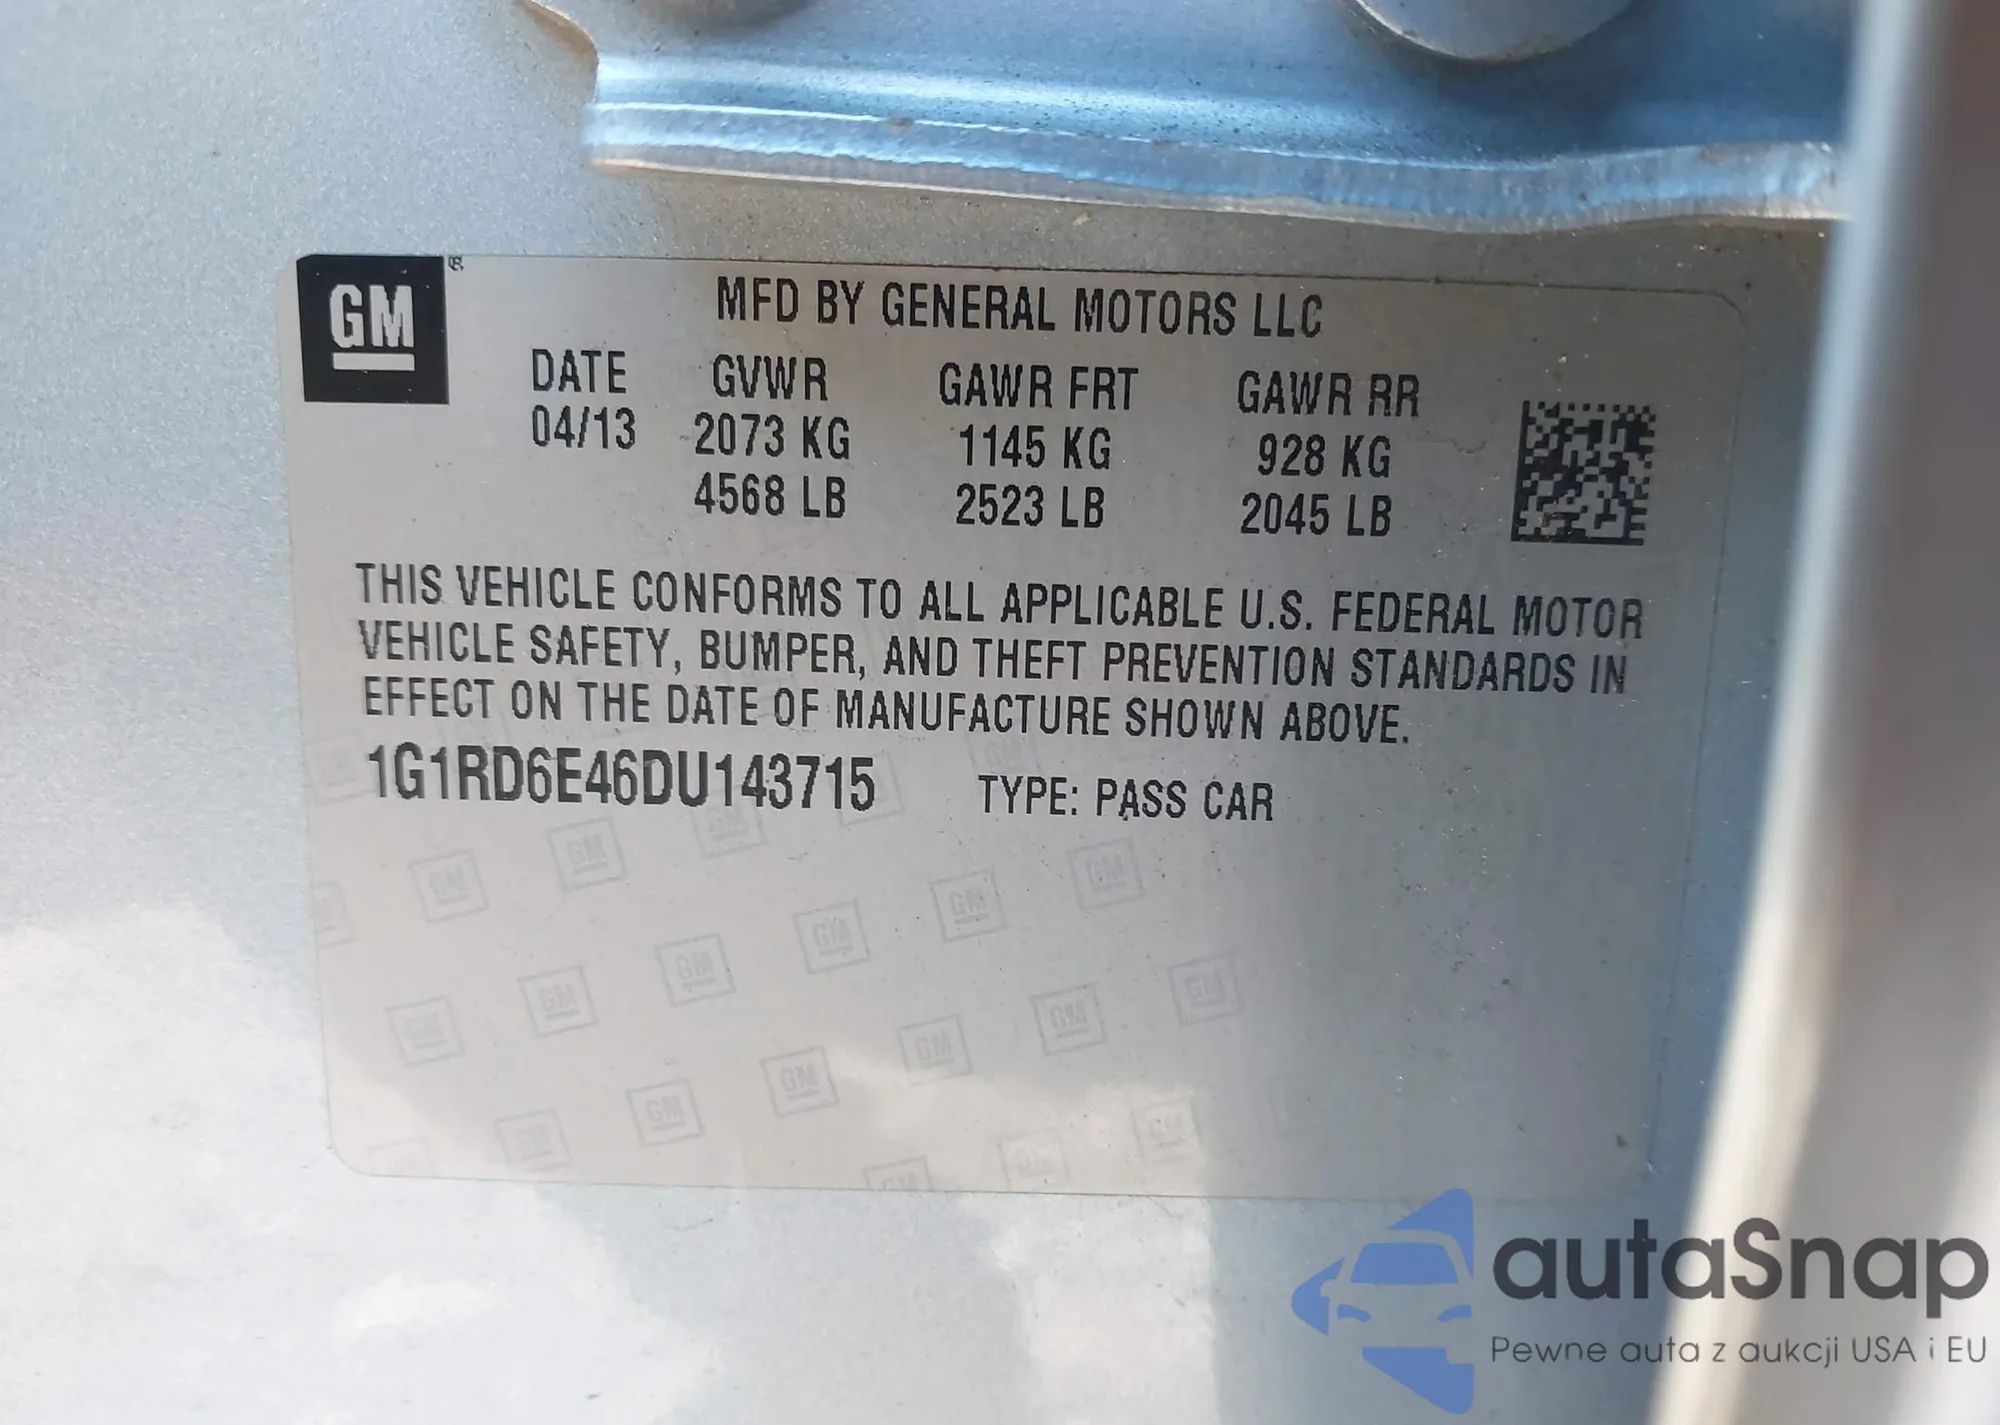 GM
MFD BY GENERAL MOTORS LLC
DATE GVWR GAWR FRT GAWR RR
04/13 2073 KG 1145 KG 928 KG
4568 LB 2523 LB 2045 LB
THIS VEHICLE CONFORMS TO ALL APPLICABLE U.S. FEDERAL MOTOR
VEHICLE SAFETY, BUMPER, AND THEFT PREVENTION STANDARDS IN
EFFECT ON THE DATE OF MANUFACTURE SHOWN ABOVE.
1G1RD6E46DU143715 TYPE: PASS CAR
autaSnap
Pewne auta z aukcji USA i EU